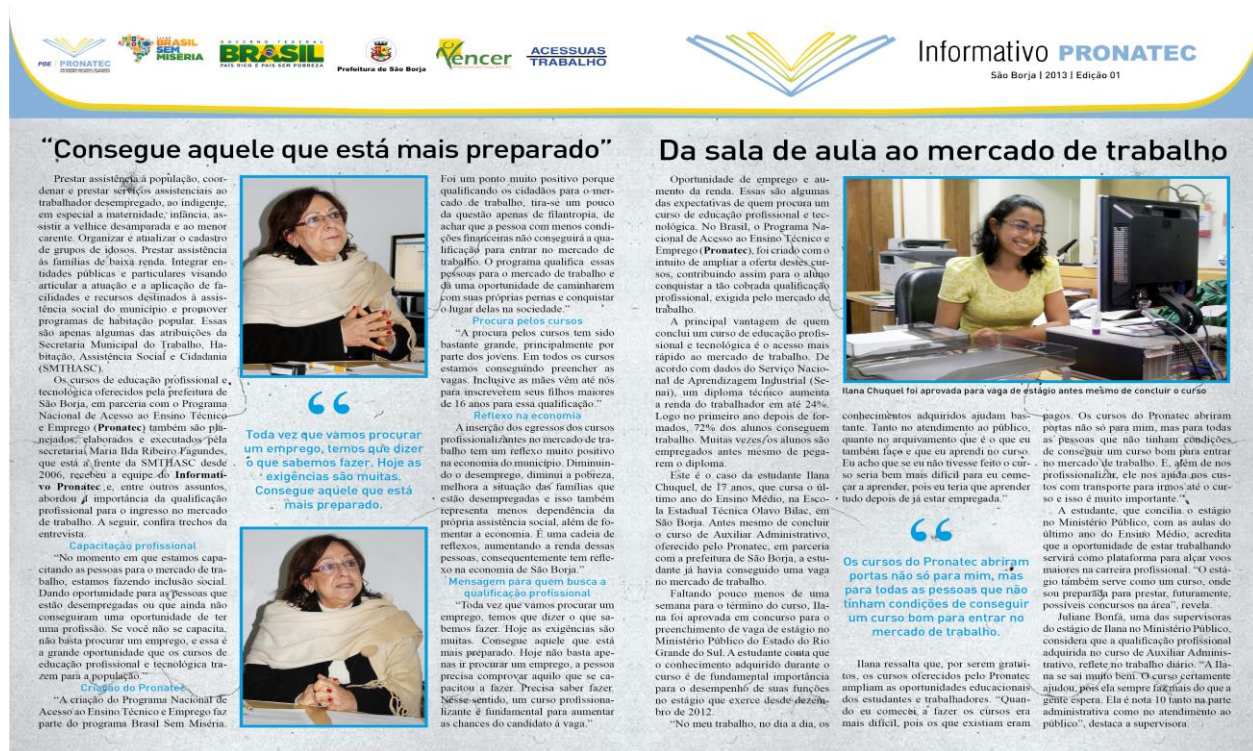 PBE | PRONATEC
BRASIL
SEM
MISÉRIA
GOVERNO FEDERAL
BRASIL
PAÍS RICO É PAÍS SEM POBREZA
Prefeitura de São Borja
Vencer
ACESSUAS
TRABALHO
Informativo PRONATEC
São Borja | 2013 | Edição 01
“Consegue aquele que está mais preparado”
Prestar assistência à população, coor-
denar e prestar serviços assistenciais ao
trabalhador desempregado, ao indigente,
em especial a maternidade, infância, as-
sistir a velhice desamparada e ao menor
carente. Organizar e atualizar o cadastro
de grupos de idosos. Prestar assistência
às famílias de baixa renda. Integrar en-
tidades públicas e particulares visando
articular a atuação e a aplicação de fa-
cilidades e recursos destinados à assis-
tência social do município e promover
programas de habitação popular. Essas
são apenas algumas das atribuições da
Secretaria Municipal do Trabalho, Ha-
bitação, Assistência Social e Cidadania
(SMTHASC).
Os cursos de educação profissional e
tecnológica oferecidos pela prefeitura de
São Borja, em parceria com o Programa
Nacional de Acesso ao Ensino Técnico
e Emprego (Pronatec) também são pla-
nejados, elaborados e executados pela
secretaria. Maria Ilda Ribeiro Fagundes,
que está à frente da SMTHASC desde
2006, recebeu a equipe do Informati-
vo Pronatec e, entre outros assuntos,
abordou a importância da qualificação
profissional para o ingresso no mercado
de trabalho. A seguir, confira trechos da
entrevista.
Capacitação profissional
“No momento em que estamos capa-
citando as pessoas para o mercado de tra-
balho, estamos fazendo inclusão social.
Dando oportunidade para as pessoas que
estão desempregadas ou que ainda não
conseguiram uma oportunidade de ter
uma profissão. Se você não se capacita,
não basta procurar um emprego, e essa é
a grande oportunidade que os cursos de
educação profissional e tecnológica tra-
zem para a população.”
Criação do Pronatec
“A criação do Programa Nacional de
Acesso ao Ensino Técnico e Emprego faz
parte do programa Brasil Sem Miséria.
“
Toda vez que vamos procurar
um emprego, temos que dizer
o que sabemos fazer. Hoje as
exigências são muitas.
Consegue aquele que está
mais preparado.
Foi um ponto muito positivo porque
qualificando os cidadãos para o mer-
cado de trabalho, tira-se um pouco
da questão apenas de filantropia, de
achar que a pessoa com menos condi-
ções financeiras não conseguirá a qua-
lificação para entrar no mercado de
trabalho. O programa qualifica essas
pessoas para o mercado de trabalho e
dá uma oportunidade de caminharem
com suas próprias pernas e conquistar
o lugar delas na sociedade.”
Procura pelos cursos
“A procura pelos cursos tem sido
bastante grande, principalmente por
parte dos jovens. Em todos os cursos
estamos conseguindo preencher as
vagas. Inclusive as mães vêm até nós
para inscreverem seus filhos maiores
de 16 anos para essa qualificação.”
Reflexo na economia
A inserção dos egressos dos cursos
profissionalizantes no mercado de tra-
balho tem um reflexo muito positivo
na economia do município. Diminuin-
do o desemprego, diminui a pobreza,
melhora a situação das famílias que
estão desempregadas e isso também
representa menos dependência da
própria assistência social, além de fo-
mentar a economia. É uma cadeia de
reflexos, aumentando a renda dessas
pessoas, consequentemente tem refle-
xo na economia de São Borja.”
Mensagem para quem busca a
qualificação profissional
“Toda vez que vamos procurar um
emprego, temos que dizer o que sa-
bemos fazer. Hoje as exigências são
muitas. Consegue aquele que está
mais preparado. Hoje não basta ape-
nas ir procurar um emprego, a pessoa
precisa comprovar aquilo que se ca-
pacitou a fazer. Precisa saber fazer.
Nesse sentido, um curso profissiona-
lizante é fundamental para aumentar
as chances do candidato à vaga.”
Da sala de aula ao mercado de trabalho
Oportunidade de emprego e au-
mento da renda. Essas são algumas
das expectativas de quem procura um
curso de educação profissional e tec-
nológica. No Brasil, o Programa Na-
cional de Acesso ao Ensino Técnico e
Emprego (Pronatec), foi criado com o
intuito de ampliar a oferta destes cur-
sos, contribuindo assim para o aluno
conquistar a tão cobrada qualificação
profissional, exigida pelo mercado de
trabalho.
A principal vantagem de quem
conclui um curso de educação profis-
sional e tecnológica é o acesso mais
rápido ao mercado de trabalho. De
acordo com dados do Serviço Nacio-
nal de Aprendizagem Industrial (Se-
nai), um diploma técnico aumenta
a renda do trabalhador em até 24%.
Logo no primeiro ano depois de for-
mados, 72% dos alunos conseguem
trabalho. Muitas vezes os alunos são
empregados antes mesmo de pega-
rem o diploma.
Este é o caso da estudante Ilana
Chuquel, de 17 anos, que cursa o úl-
timo ano do Ensino Médio, na Esco-
la Estadual Técnica Olavo Bilac, em
São Borja. Antes mesmo de concluir
o curso de Auxiliar Administrativo,
oferecido pelo Pronatec, em parceria
com a prefeitura de São Borja, a estu-
dante já havia conseguido uma vaga
no mercado de trabalho.
Faltando pouco menos de uma
semana para o término do curso, Ila-
na foi aprovada em concurso para o
preenchimento de vaga de estágio no
Ministério Público do Estado do Rio
Grande do Sul. A estudante conta que
o conhecimento adquirido durante o
curso é de fundamental importância
para o desempenho de suas funções
no estágio que exerce desde dezem-
bro de 2012.
“No meu trabalho, no dia a dia, os
Ilana Chuquel foi aprovada para vaga de estágio antes mesmo de concluir o curso
conhecimentos adquiridos ajudam bas-
tante. Tanto no atendimento ao público,
quanto no arquivamento que é o que eu
também faço e que eu aprendi no curso.
Eu acho que se eu não tivesse feito o cur-
so seria bem mais difícil para eu come-
çar a aprender, pois eu teria que aprender
tudo depois de já estar empregada.”
“
Os cursos do Pronatec abriram
portas não só para mim, mas
para todas as pessoas que não
tinham condições de conseguir
um curso bom para entrar no
mercado de trabalho.
Ilana ressalta que, por serem gratui-
tos, os cursos oferecidos pelo Pronatec
ampliam as oportunidades educacionais
dos estudantes e trabalhadores. “Quan-
do eu comecei a fazer os cursos era
mais difícil, pois os que existiam eram
pagos. Os cursos do Pronatec abriram
portas não só para mim, mas para todas
as pessoas que não tinham condições
de conseguir um curso bom para entrar
no mercado de trabalho. E, além de nos
profissionalizar, ele nos ajuda nos cus-
tos com transporte para irmos até o cur-
so e isso é muito importante.”
A estudante, que concilia o estágio
no Ministério Público, com as aulas do
último ano do Ensino Médio, acredita
que a oportunidade de estar trabalhando
servirá como plataforma para alçar voos
maiores na carreira profissional. “O está-
gio também serve como um curso, onde
sou preparada para prestar, futuramente,
possíveis concursos na área”, revela.
Juliane Bonfá, uma das supervisoras
do estágio de Ilana no Ministério Público,
considera que a qualificação profissional
adquirida no curso de Auxiliar Adminis-
trativo, reflete no trabalho diário. “A Ila-
na se sai muito bem. O curso certamente
ajudou, pois ela sempre faz mais do que a
gente espera. Ela é nota 10 tanto na parte
administrativa como no atendimento ao
público”, destaca a supervisora.